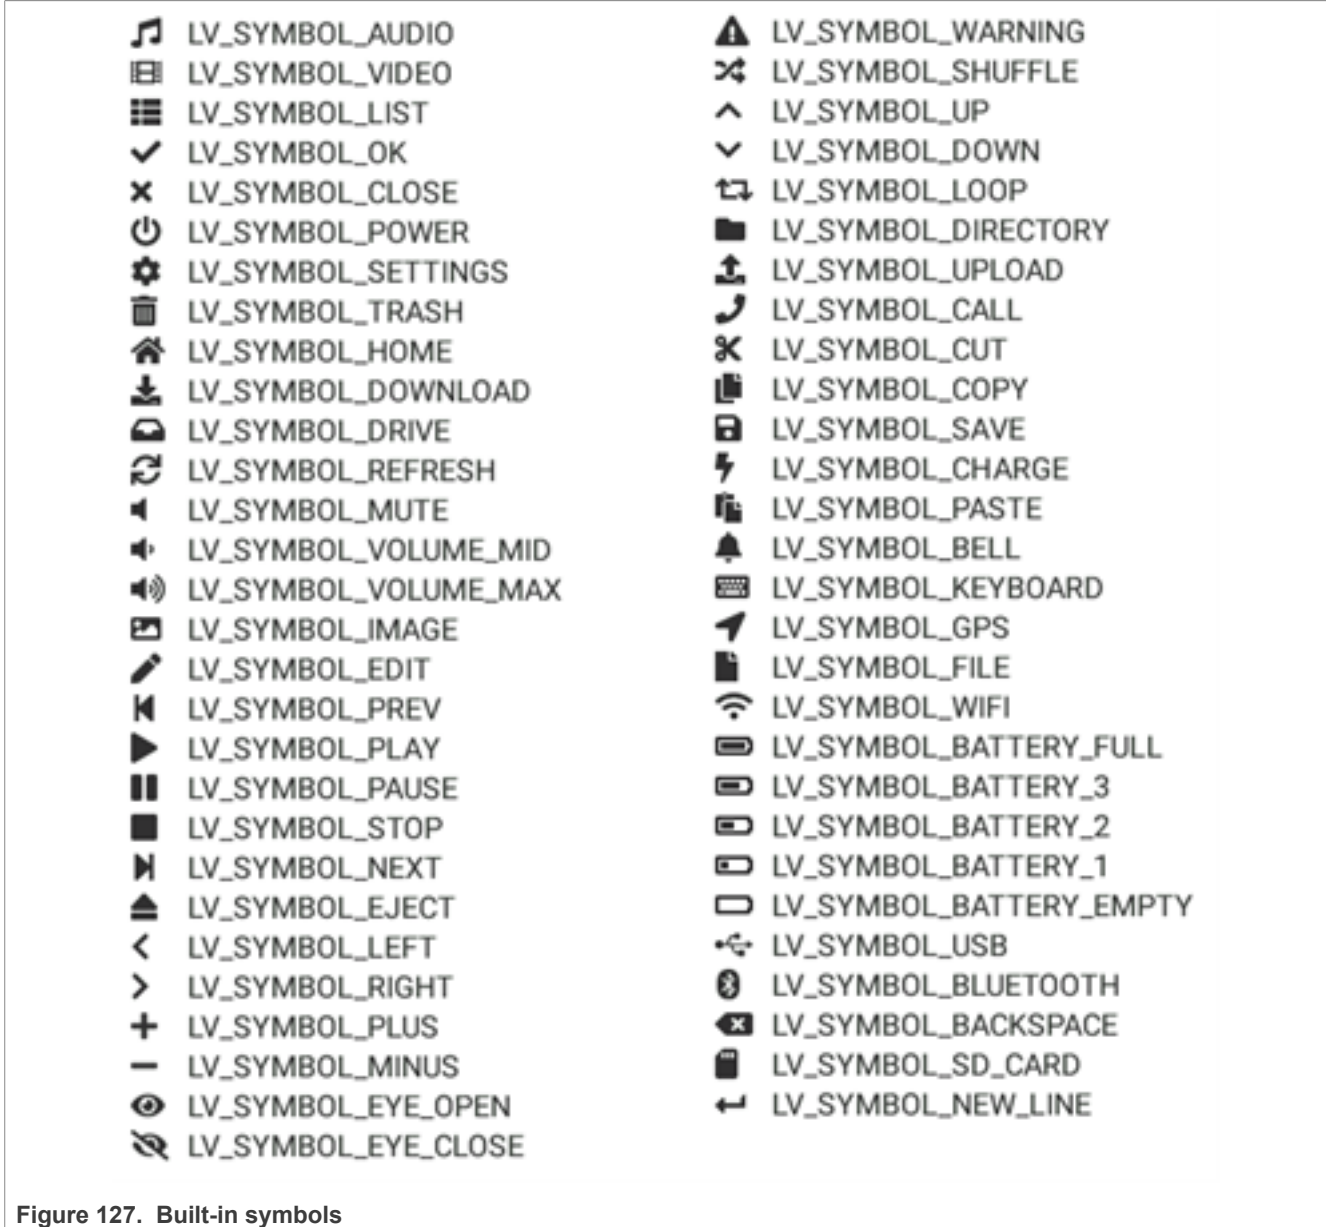 LV_SYMBOL_AUDIO
LV_SYMBOL_VIDEO
LV_SYMBOL_LIST
LV_SYMBOL_OK
LV_SYMBOL_CLOSE
LV_SYMBOL_POWER
LV_SYMBOL_SETTINGS
LV_SYMBOL_TRASH
LV_SYMBOL_HOME
LV_SYMBOL_DOWNLOAD
LV_SYMBOL_DRIVE
LV_SYMBOL_REFRESH
LV_SYMBOL_MUTE
LV_SYMBOL_VOLUME_MID
LV_SYMBOL_VOLUME_MAX
LV_SYMBOL_IMAGE
LV_SYMBOL_EDIT
LV_SYMBOL_PREV
LV_SYMBOL_PLAY
LV_SYMBOL_PAUSE
LV_SYMBOL_STOP
LV_SYMBOL_NEXT
LV_SYMBOL_EJECT
LV_SYMBOL_LEFT
LV_SYMBOL_RIGHT
LV_SYMBOL_PLUS
LV_SYMBOL_MINUS
LV_SYMBOL_EYE_OPEN
LV_SYMBOL_EYE_CLOSE
LV_SYMBOL_WARNING
LV_SYMBOL_SHUFFLE
LV_SYMBOL_UP
LV_SYMBOL_DOWN
LV_SYMBOL_LOOP
LV_SYMBOL_DIRECTORY
LV_SYMBOL_UPLOAD
LV_SYMBOL_CALL
LV_SYMBOL_CUT
LV_SYMBOL_COPY
LV_SYMBOL_SAVE
LV_SYMBOL_CHARGE
LV_SYMBOL_PASTE
LV_SYMBOL_BELL
LV_SYMBOL_KEYBOARD
LV_SYMBOL_GPS
LV_SYMBOL_FILE
LV_SYMBOL_WIFI
LV_SYMBOL_BATTERY_FULL
LV_SYMBOL_BATTERY_3
LV_SYMBOL_BATTERY_2
LV_SYMBOL_BATTERY_1
LV_SYMBOL_BATTERY_EMPTY
LV_SYMBOL_USB
LV_SYMBOL_BLUETOOTH
LV_SYMBOL_BACKSPACE
LV_SYMBOL_SD_CARD
LV_SYMBOL_NEW_LINE
Figure 127. Built-in symbols